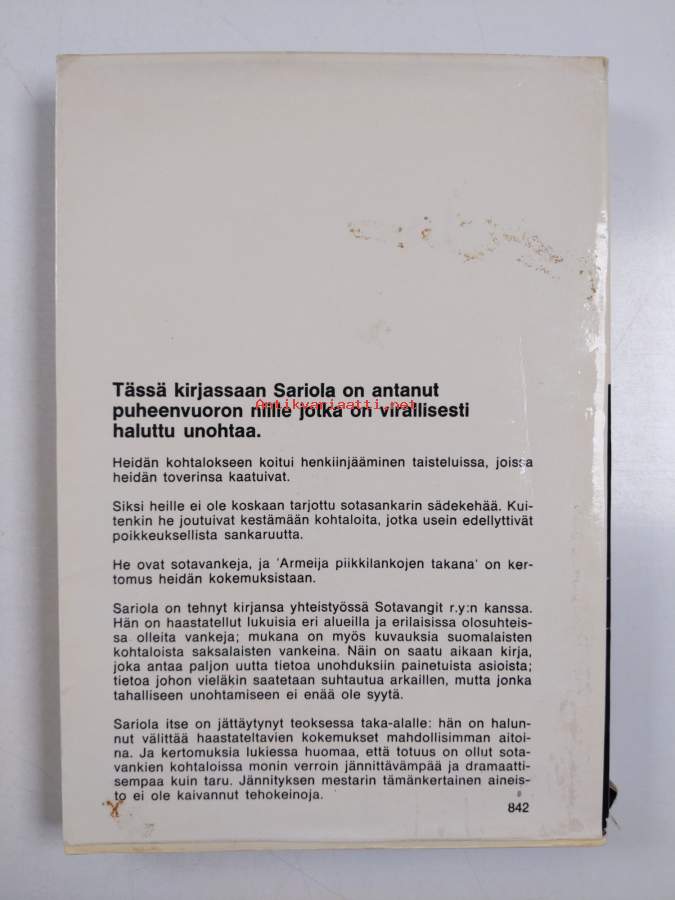 Tässä kirjassaan Sariola on antanut
puheenvuoron niille jotka on virallisesti
haluttu unohtaa.
Antikvariaatti.net
Heidän kohtalokseen koitui henkiinjääminen taisteluissa, joissa
heidän toverinsa kaatuivat.
Siksi heille ei ole koskaan tarjottu sotasankarin sädekehää. Kui-
tenkin he joutuivat kestämään kohtaloita, jotka usein edellyttivät
poikkeuksellista sankaruutta.
He ovat sotavankeja, ja 'Armeija piikkilankojen takana' on ker-
tomus heidän kokemuksistaan.
Sariola on tehnyt kirjansa yhteistyössä Sotavangit r.y:n kanssa.
Hän on haastatellut lukuisia eri alueilla ja erilaisissa olosuhteis-
sa olleita vankeja; mukana on myös kuvauksia suomalaisten
kohtaloista saksalaisten vankeina. Näin on saatu aikaan kirja,
joka antaa paljon uutta tietoa unohduksiin painetuista asioista;
tietoa johon vieläkin saatetaan suhtautua arkaillen, mutta jonka
tahalliseen unohtamiseen ei enää ole syytä.
Sariola itse on jättäytynyt teoksessa taka-alalle: hän on halun-
nut välittää haastateltavien kokemukset mahdollisimman aitoi-
na. Ja kertomuksia lukiessa huomaa, että totuus on ollut sota-
vankien kohtaloissa monin verroin jännittävämpää ja dramaatti-
sempaa kuin taru. Jännityksen mestarin tämänkertainen aineis-
to ei ole kaivannut tehokeinoja.
842